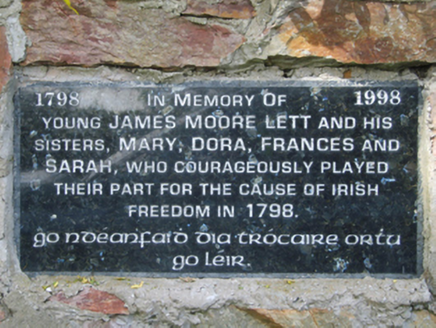 1798 IN MEMORY OF 1998
YOUNG JAMES MOORE LETT AND HIS
SISTERS, MARY, DORA, FRANCES AND
SARAH, WHO COURAGEOUSLY PLAYED
THEIR PART FOR THE CAUSE OF IRISH
FREEDOM IN 1798.
go ndeanfaid dia trocaire ortu
go léir.